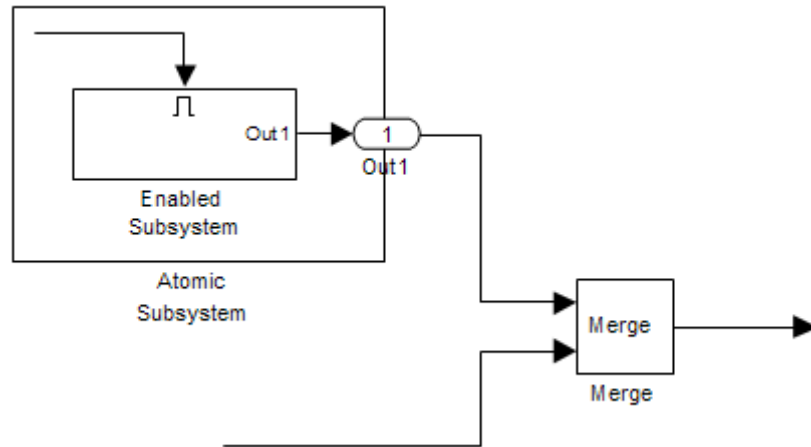 Out1
1
Out1
Enabled
Subsystem
Atomic
Subsystem
Merge
Merge